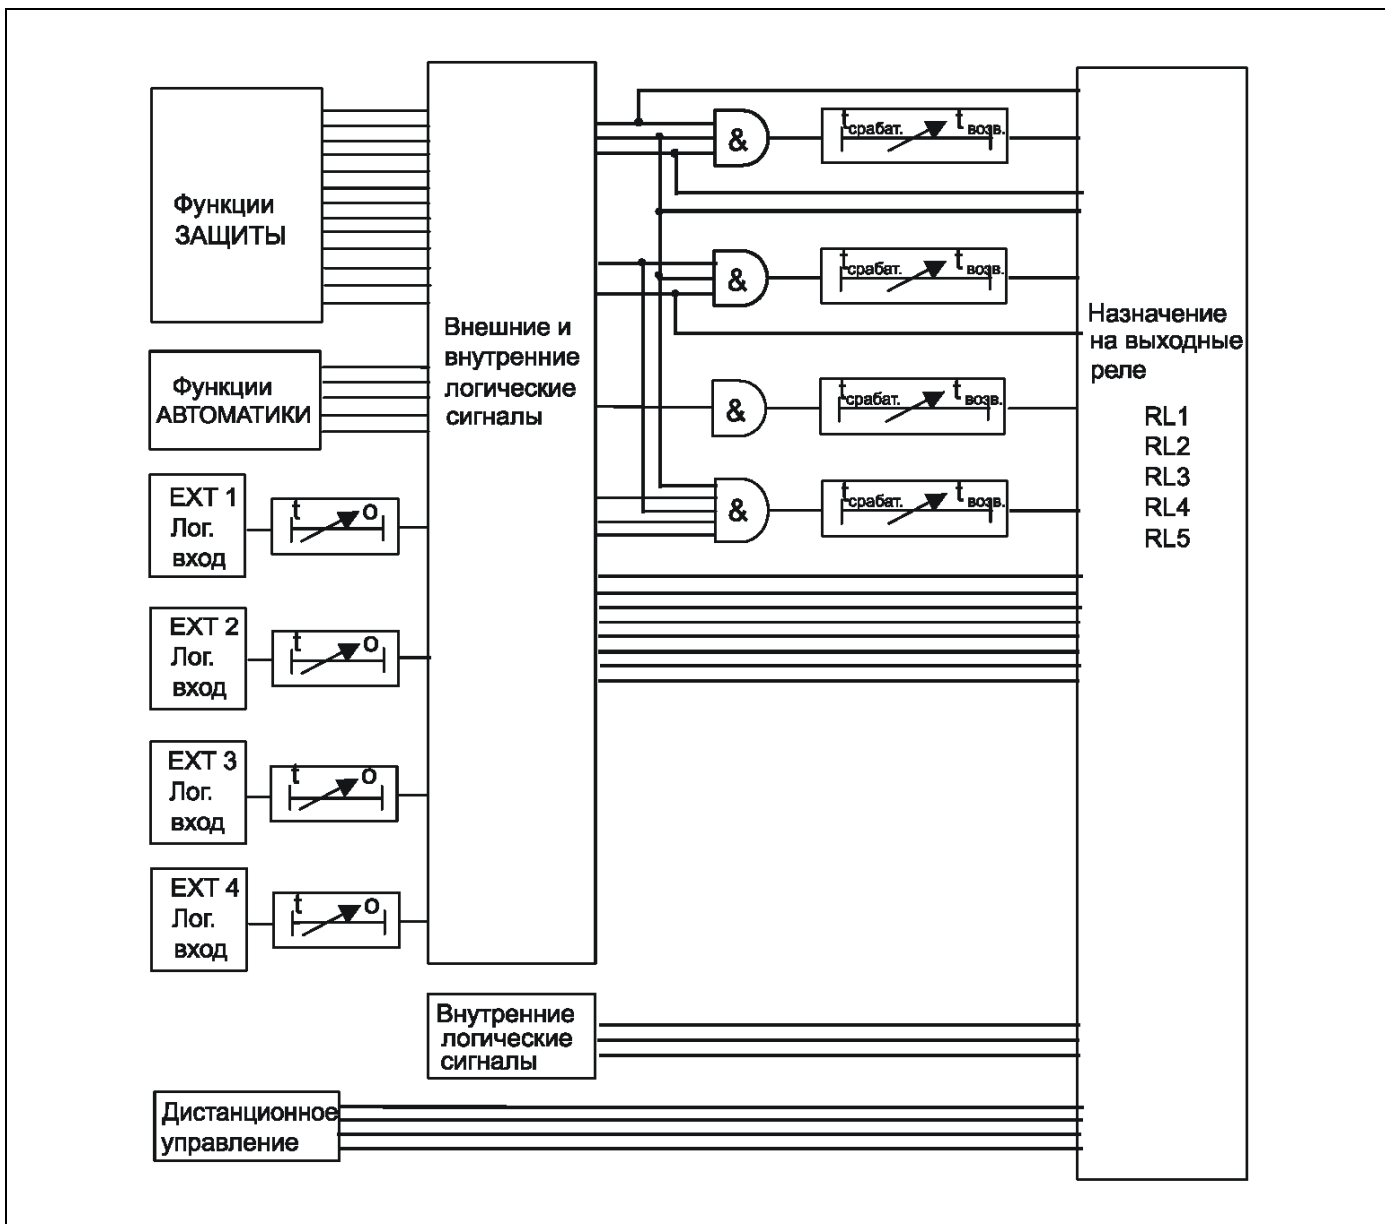 Функции
ЗАЩИТЫ
Функции
АВТОМАТИКИ
EXT 1
Лог.
вход
t o
EXT 2
Лог.
вход
t o
EXT 3
Лог.
вход
t o
EXT 4
Лог.
вход
t o
Внешние и
внутренние
логические
сигналы
&
tсрабат. tвозв.
&
tсрабат. tвозв.
&
tсрабат. tвозв.
&
tсрабат. tвозв.
Назначение
на выходные
реле
RL1
RL2
RL3
RL4
RL5
Внутренние
логические
сигналы
Дистанционное
управление